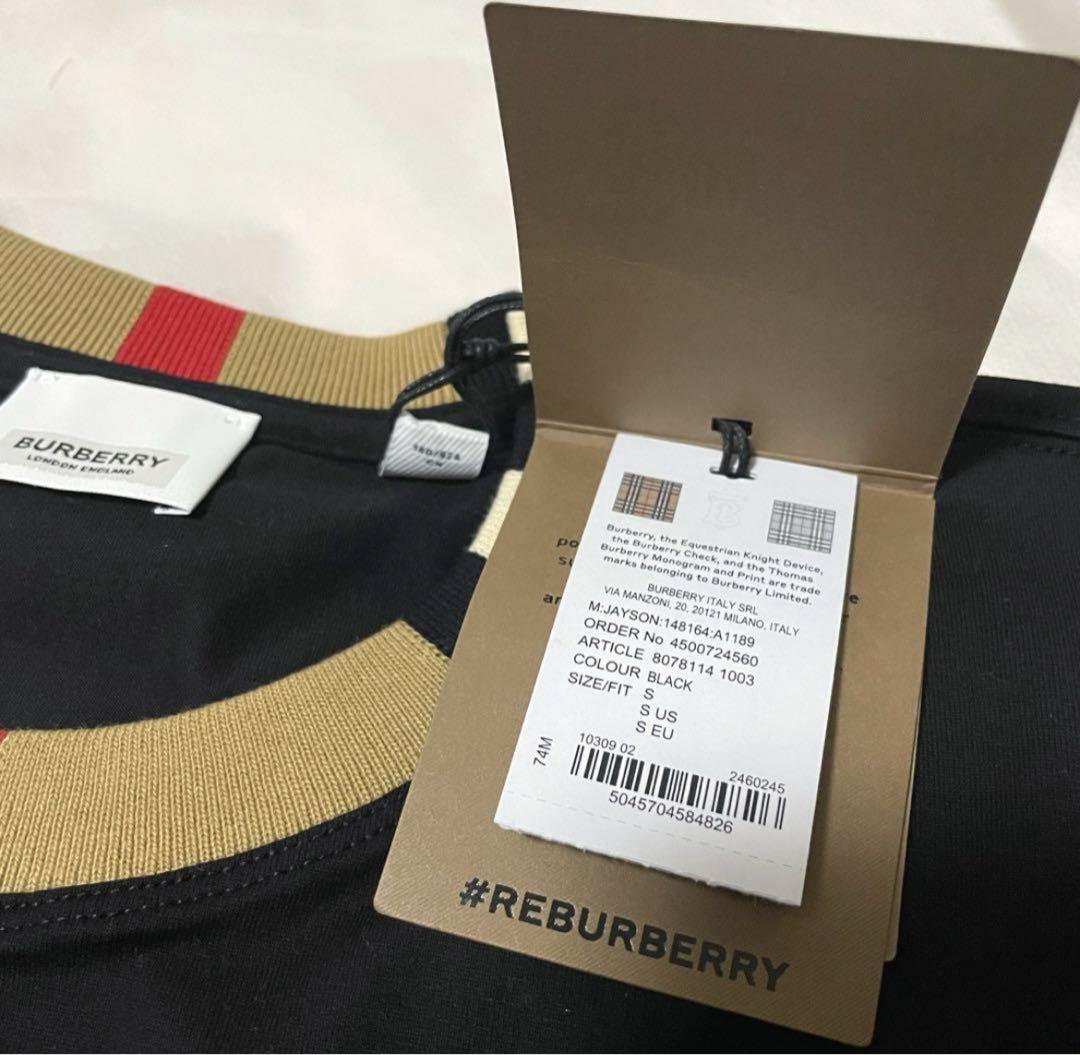 BURBERRY
LONDON ENGLAND
Burberry, the Equestrian Knight Device,
the Burberry Check, and the Thomas
Burberry Monogram and Print are trade
marks belonging to Burberry Limited.
BURBERRY ITALY SRL
VIA MANZONI, 20, 20121 MILANO, ITALY
M:JAYSON:148164:A1189
ORDER No 4500724560
ARTICLE 8078114 1003
COLOUR BLACK
SIZE/FIT S
S US
S EU
74M
10309 02
2460245
5045704584826
#REBURBERRY